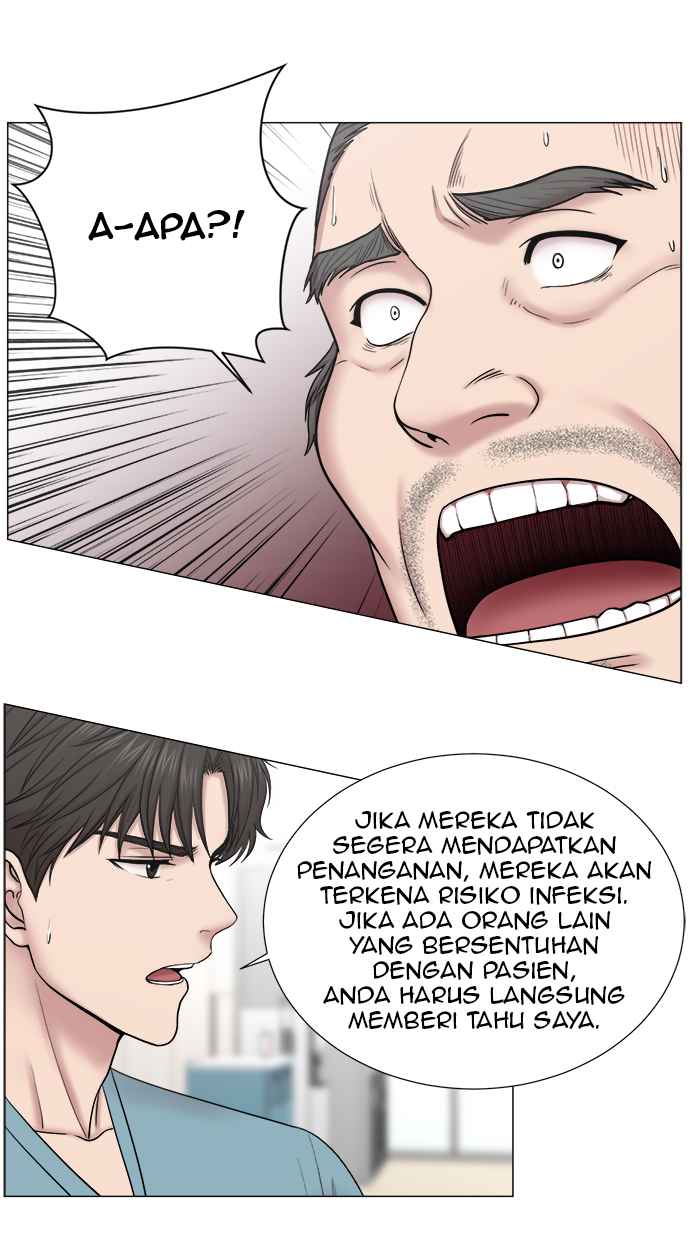 A-APA?!
JIKA MEREKA TIDAK
SEGERA MENDAPATKAN
PENANGANAN, MEREKA AKAN
TERKENA RISIKO INFEKSI.
JIKA ADA ORANG LAIN
YANG BERSENTUHAN
DENGAN PASIEN,
ANDA HARUS LANGSUNG
MEMBERI TAHU SAYA.